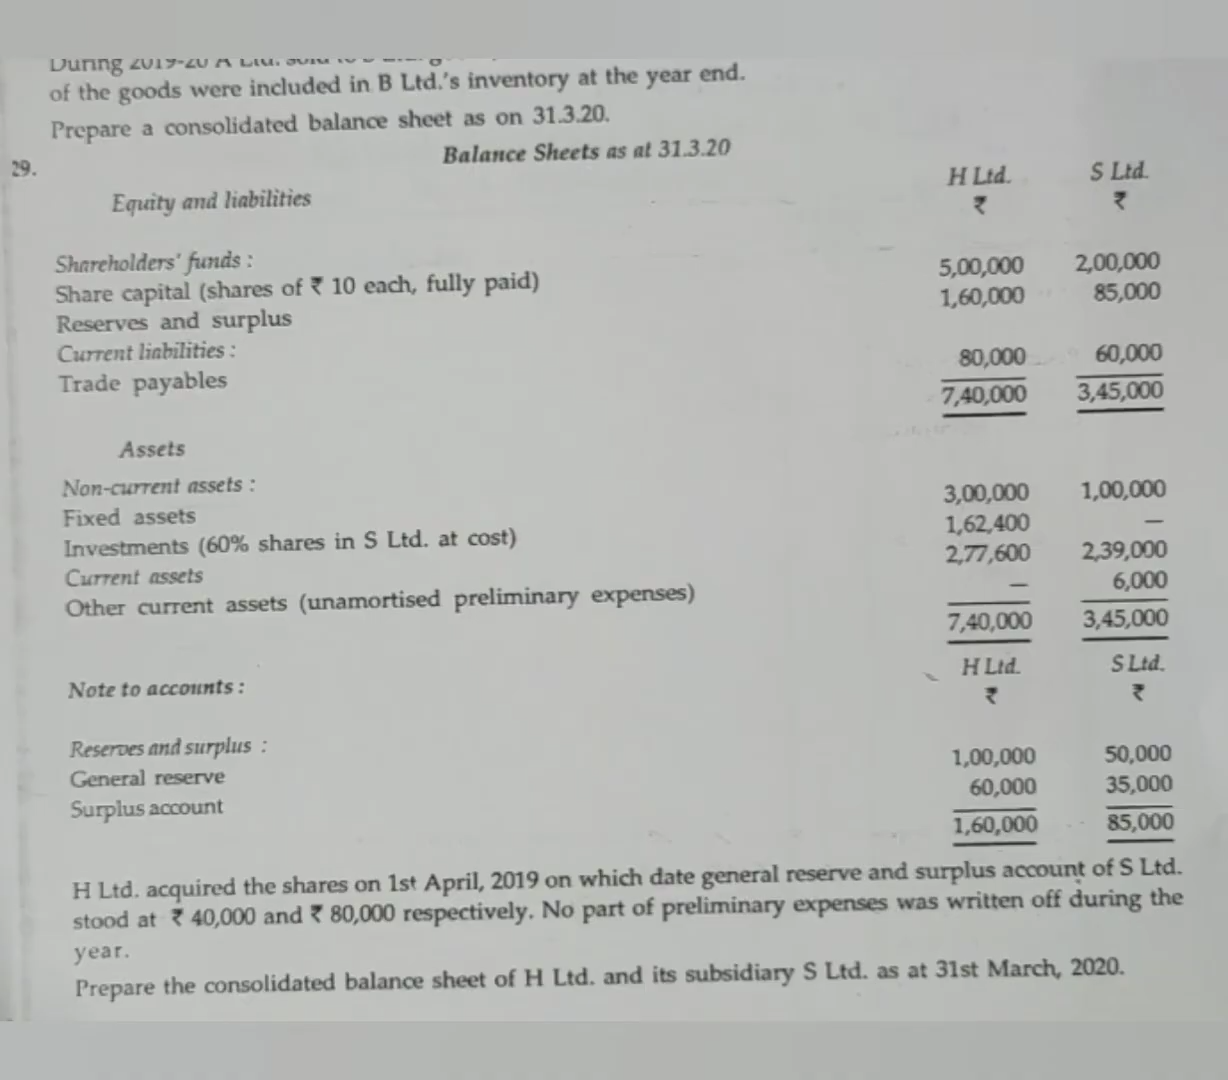 During 2019-20 A Ltd. sold to
of the goods were included in B Ltd.'s inventory at the year end.
Prepare a consolidated balance sheet as on 31.3.20.
29. Balance Sheets as at 31.3.20
H Ltd. S Ltd.
Equity and liabilities ₹ ₹
Shareholders' funds :
Share capital (shares of ₹ 10 each, fully paid) 5,00,000 2,00,000
Reserves and surplus 1,60,000 85,000
Current liabilities :
Trade payables 80,000 60,000
7,40,000 3,45,000
Assets
Non-current assets :
Fixed assets 3,00,000 1,00,000
Investments (60% shares in S Ltd. at cost) 1,62,400 —
Current assets 2,77,600 2,39,000
Other current assets (unamortised preliminary expenses) — 6,000
7,40,000 3,45,000
Note to accounts : H Ltd. S Ltd.
₹ ₹
Reserves and surplus :
General reserve 1,00,000 50,000
Surplus account 60,000 35,000
1,60,000 85,000
H Ltd. acquired the shares on 1st April, 2019 on which date general reserve and surplus account of S Ltd.
stood at ₹ 40,000 and ₹ 80,000 respectively. No part of preliminary expenses was written off during the
year.
Prepare the consolidated balance sheet of H Ltd. and its subsidiary S Ltd. as at 31st March, 2020.